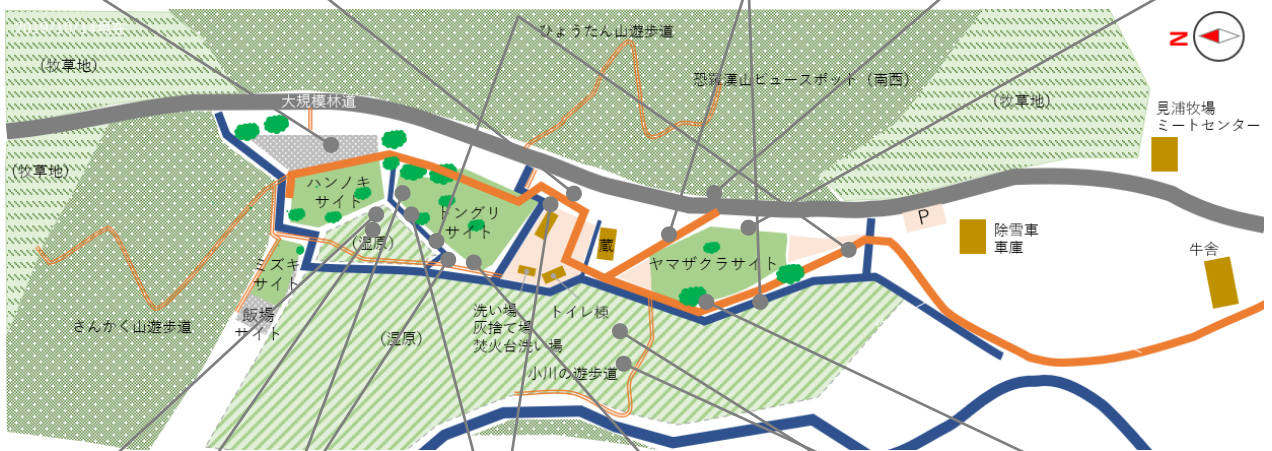 ひょうたん山遊歩道
N
(牧草地)
恐羅漢山ビュースポット(南西)
(牧草地)
大規模林道
見浦牧場
ミートセンター
(牧草地)
ハンノキ
サイト
ドングリ
サイト
P
(湿原)
蔵
除雪車
車庫
ミズキ
サイト
ヤマザクラサイト
牛舎
飯場
サイト
さんかく山遊歩道
(湿原)
洗い場
灰捨て場
焚火台洗い場
トイレ棟
小川の遊歩道